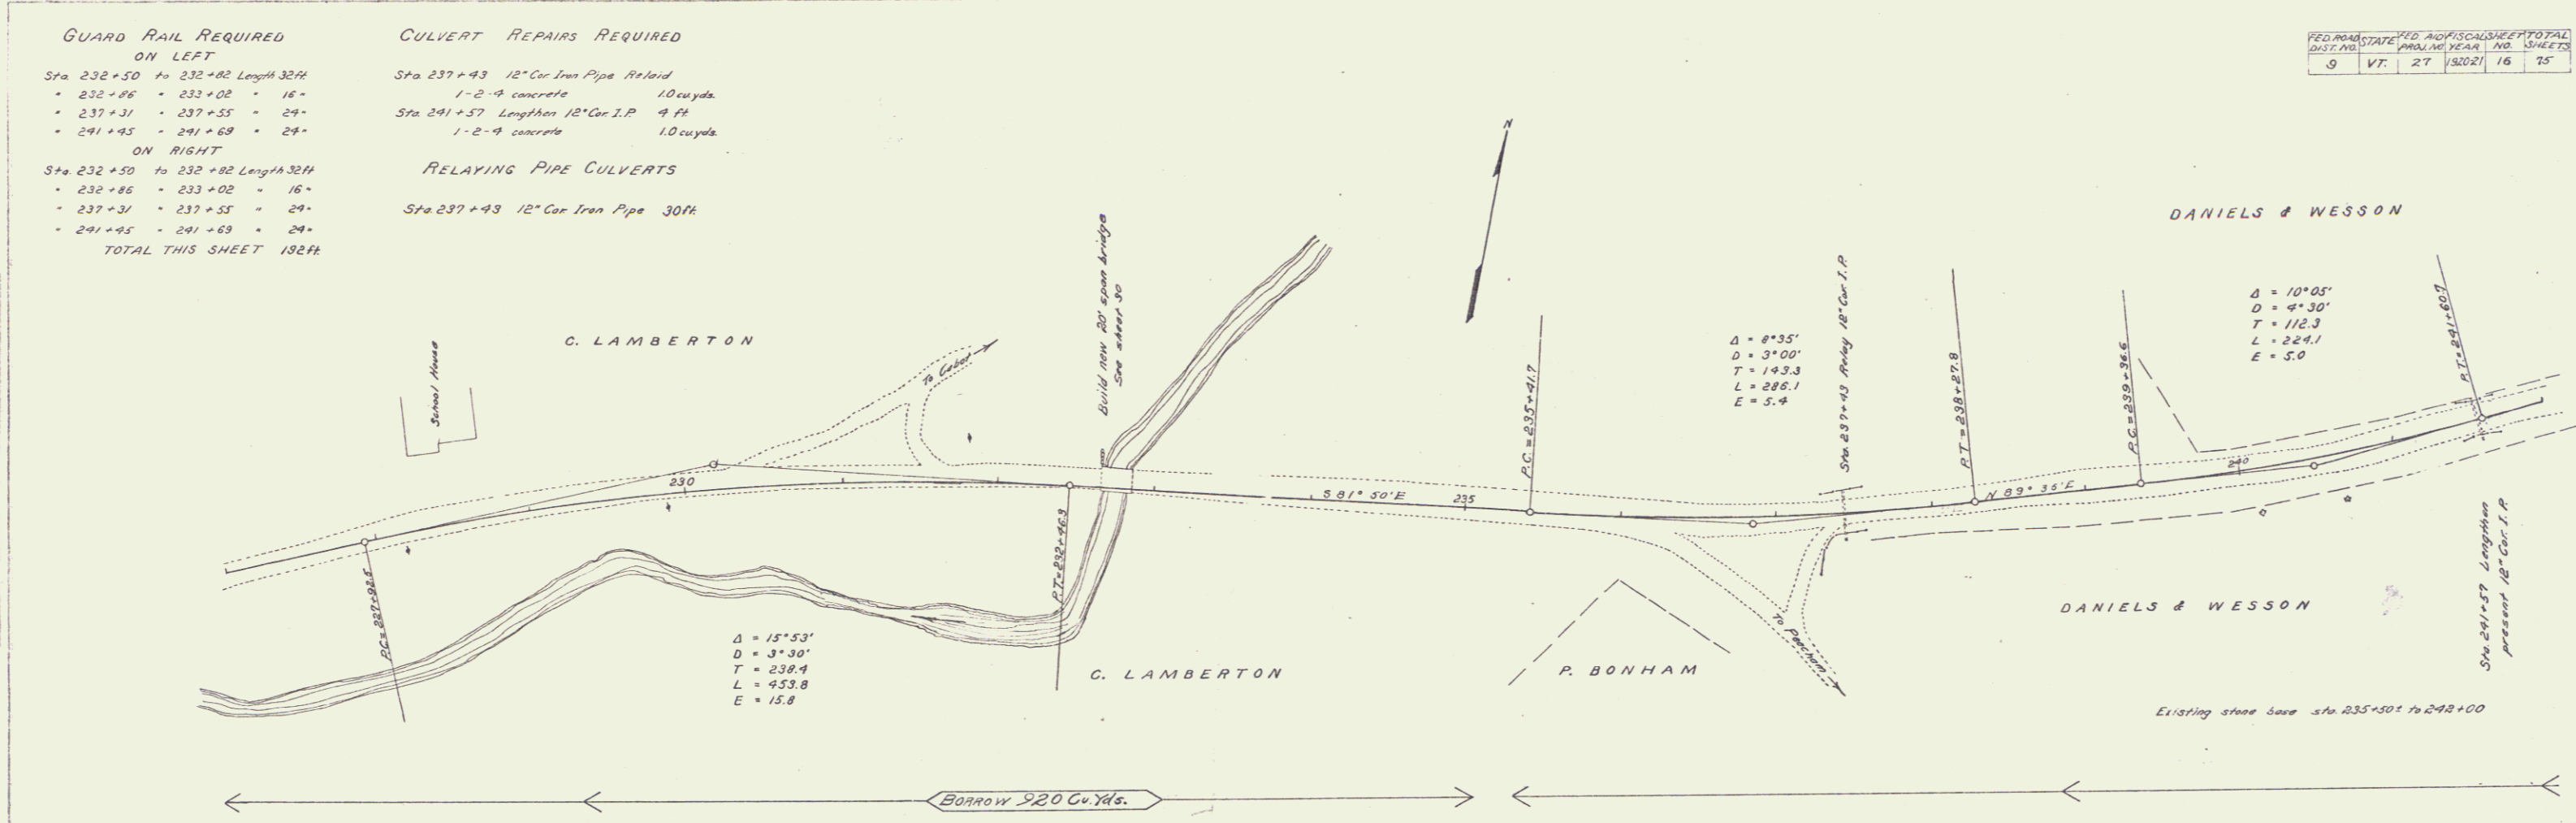 GUARD RAIL REQUIRED
ON LEFT
Sta. 232+50 to 232+82 Length 32ft.
" 232+86 " 233+02 " 16"
" 237+31 " 237+55 " 24"
" 241+45 " 241+69 " 24"
ON RIGHT
Sta. 232+50 to 232+82 Length 32ft
" 232+86 " 233+02 " 16"
" 237+31 " 237+55 " 24"
" 241+45 " 241+69 " 24"
TOTAL THIS SHEET 192ft.
CULVERT REPAIRS REQUIRED
Sta. 237+43 12" Cor. Iron Pipe Relaid
1-2-4 concrete 1.0 cu.yds.
Sta. 241+57 Lengthen 12" Cor. I.P. 4 ft
1-2-4 concrete 1.0 cu.yds.
RELAYING PIPE CULVERTS
Sta. 237+43 12" Cor. Iron Pipe 30ft.
FED. ROAD DIST. NO. STATE FED. AID PROJ. NO FISCAL YEAR SHEET NO. TOTAL SHEETS
9 VT. 27 1920-21 16 75
N
DANIELS & WESSON
C. LAMBERTON
School House
To Cabot
Build new 20' span bridge
See sheet 30
P.C.=235+41.7
Δ = 8°35'
D = 3°00'
T = 143.3
L = 286.1
E = 5.4
Sta. 237+43 Relay 12" Cor. I.P.
P.T.=238+27.8
P.C.=239+36.6
Δ = 10°05'
D = 4°30'
T = 112.3
L = 224.1
E = 5.0
P.T.=241+60.7
230
S 81° 50' E
235
N 89° 35' E
240
P.C.=227+92.5
P.T.=232+46.3
Δ = 15°53'
D = 3°30'
T = 238.4
L = 453.8
E = 15.8
C. LAMBERTON
P. BONHAM
To Peacham
DANIELS & WESSON
Sta. 241+57 Lengthen
present 12" Cor. I.P.
Existing stone base sta. 235+50± to 242+00
BORROW 920 Cu.Yds.